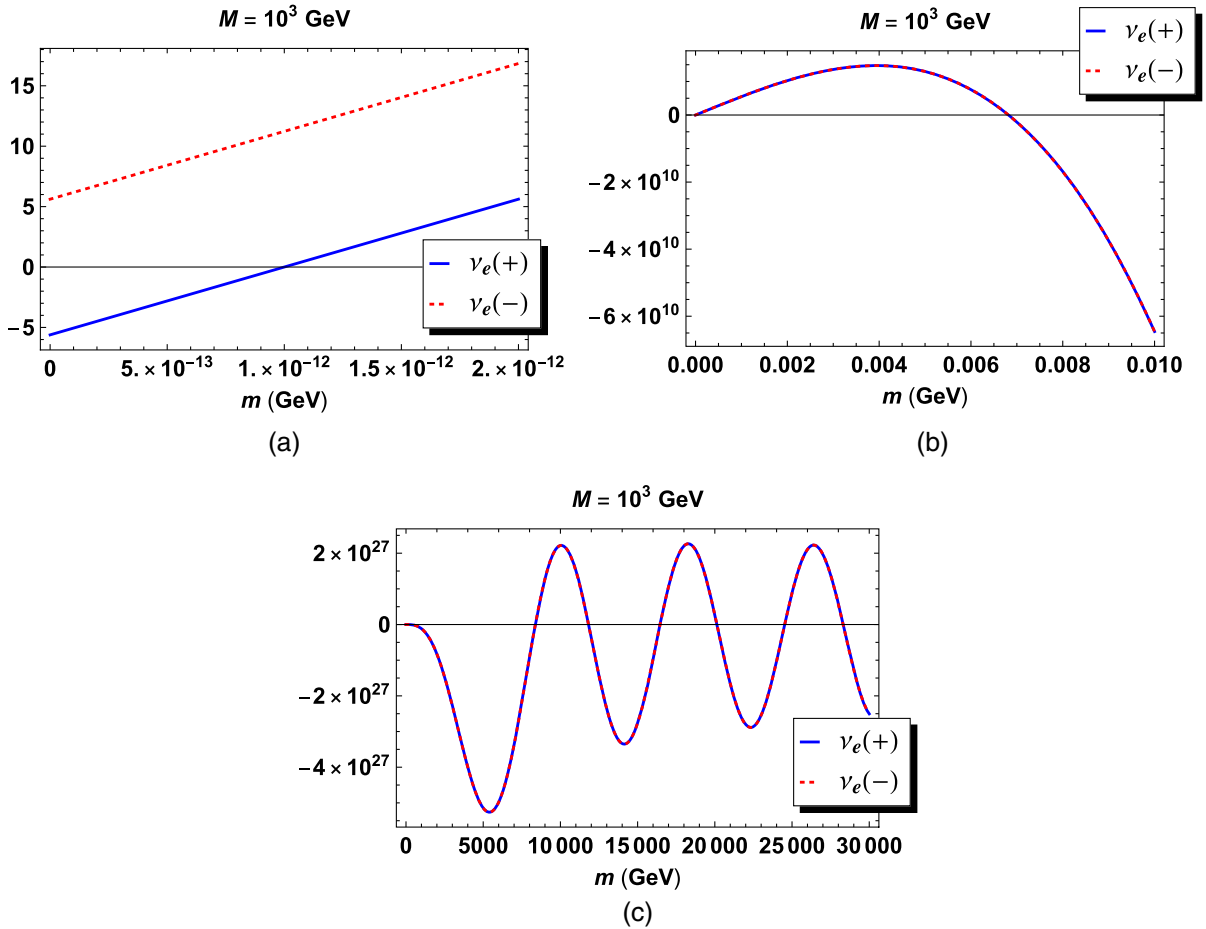 M = 10³ GeV
15
10
5
0
−5
0 5.×10⁻¹³ 1.×10⁻¹² 1.5×10⁻¹² 2.×10⁻¹²
m (GeV)
νₑ(+)
νₑ(−)
(a)
M = 10³ GeV
νₑ(+)
νₑ(−)
0
−2×10¹⁰
−4×10¹⁰
−6×10¹⁰
0.000 0.002 0.004 0.006 0.008 0.010
m (GeV)
(b)
M = 10³ GeV
2×10²⁷
0
−2×10²⁷
−4×10²⁷
νₑ(+)
νₑ(−)
0 5000 10 000 15 000 20 000 25 000 30 000
m (GeV)
(c)